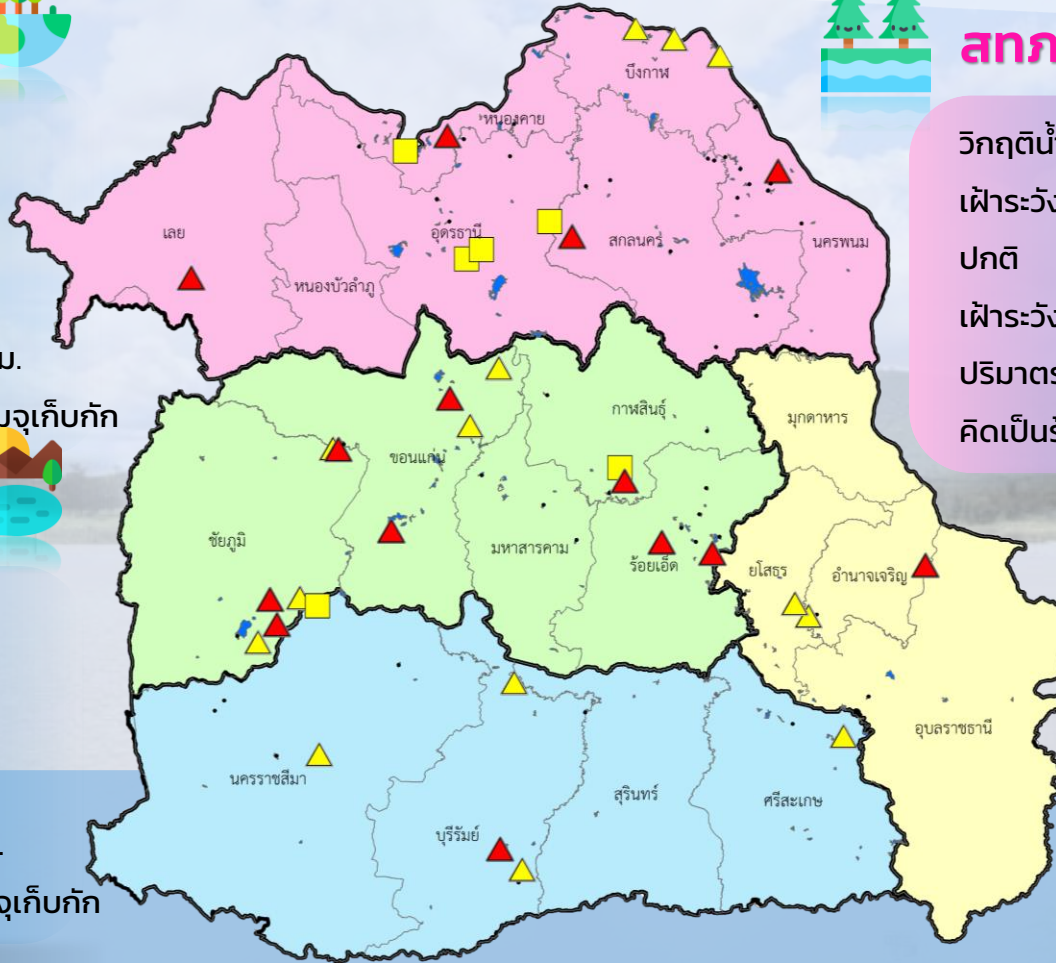 สทภ
วิกฤติน้ำ
เฝ้าระวัง
ปกติ
เฝ้าระวัง
ปริมาตร
คิดเป็นร้
บึงกาฬ
หนองคาย
เลย
อุดรธานี
สกลนคร
นครพนม
หนองบัวลำภู
ม.
มจุเก็บกัก
กาฬสินธุ์
มุกดาหาร
ขอนแก่น
ชัยภูมิ
มหาสารคาม
ร้อยเอ็ด
ยโสธร
อำนาจเจริญ
อุบลราชธานี
นครราชสีมา
สุรินทร์
ศรีสะเกษ
บุรีรัมย์
.
จุเก็บกัก